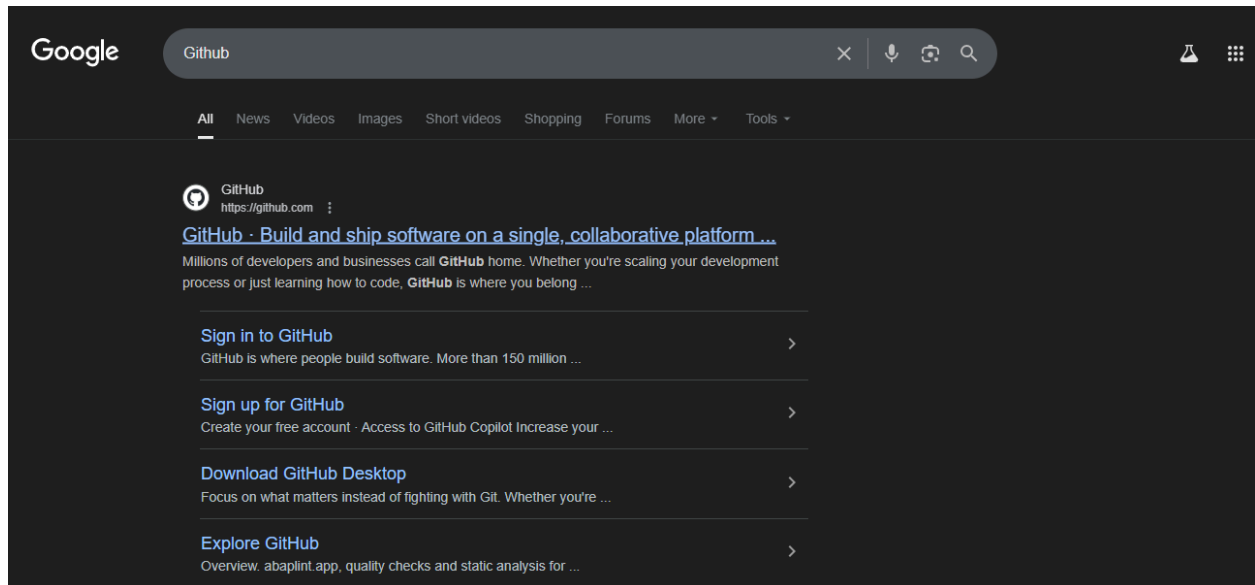 Google
Github
All News Videos Images Short videos Shopping Forums More Tools
GitHub
https://github.com
GitHub · Build and ship software on a single, collaborative platform ...
Millions of developers and businesses call GitHub home. Whether you're scaling your development
process or just learning how to code, GitHub is where you belong ...
Sign in to GitHub
GitHub is where people build software. More than 150 million ...
Sign up for GitHub
Create your free account · Access to GitHub Copilot Increase your ...
Download GitHub Desktop
Focus on what matters instead of fighting with Git. Whether you're ...
Explore GitHub
Overview. abaplint.app, quality checks and static analysis for ...